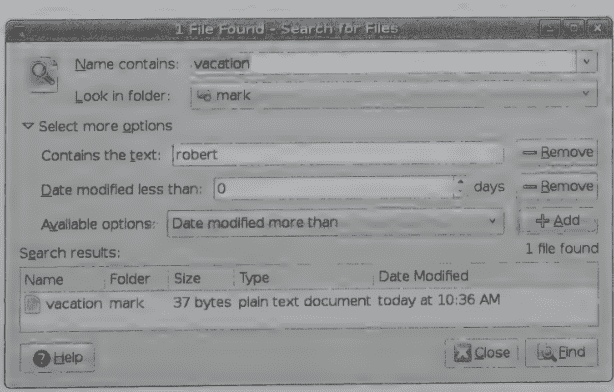 1 File Found - Search for Files
Name contains: vacation
Look in folder: mark
Select more options
Contains the text: robert Remove
Date modified less than: 0 days Remove
Available options: Date modified more than Add
Search results: 1 file found
Name Folder Size Type Date Modified
vacation mark 37 bytes plain text document today at 10:36 AM
Help Close Find